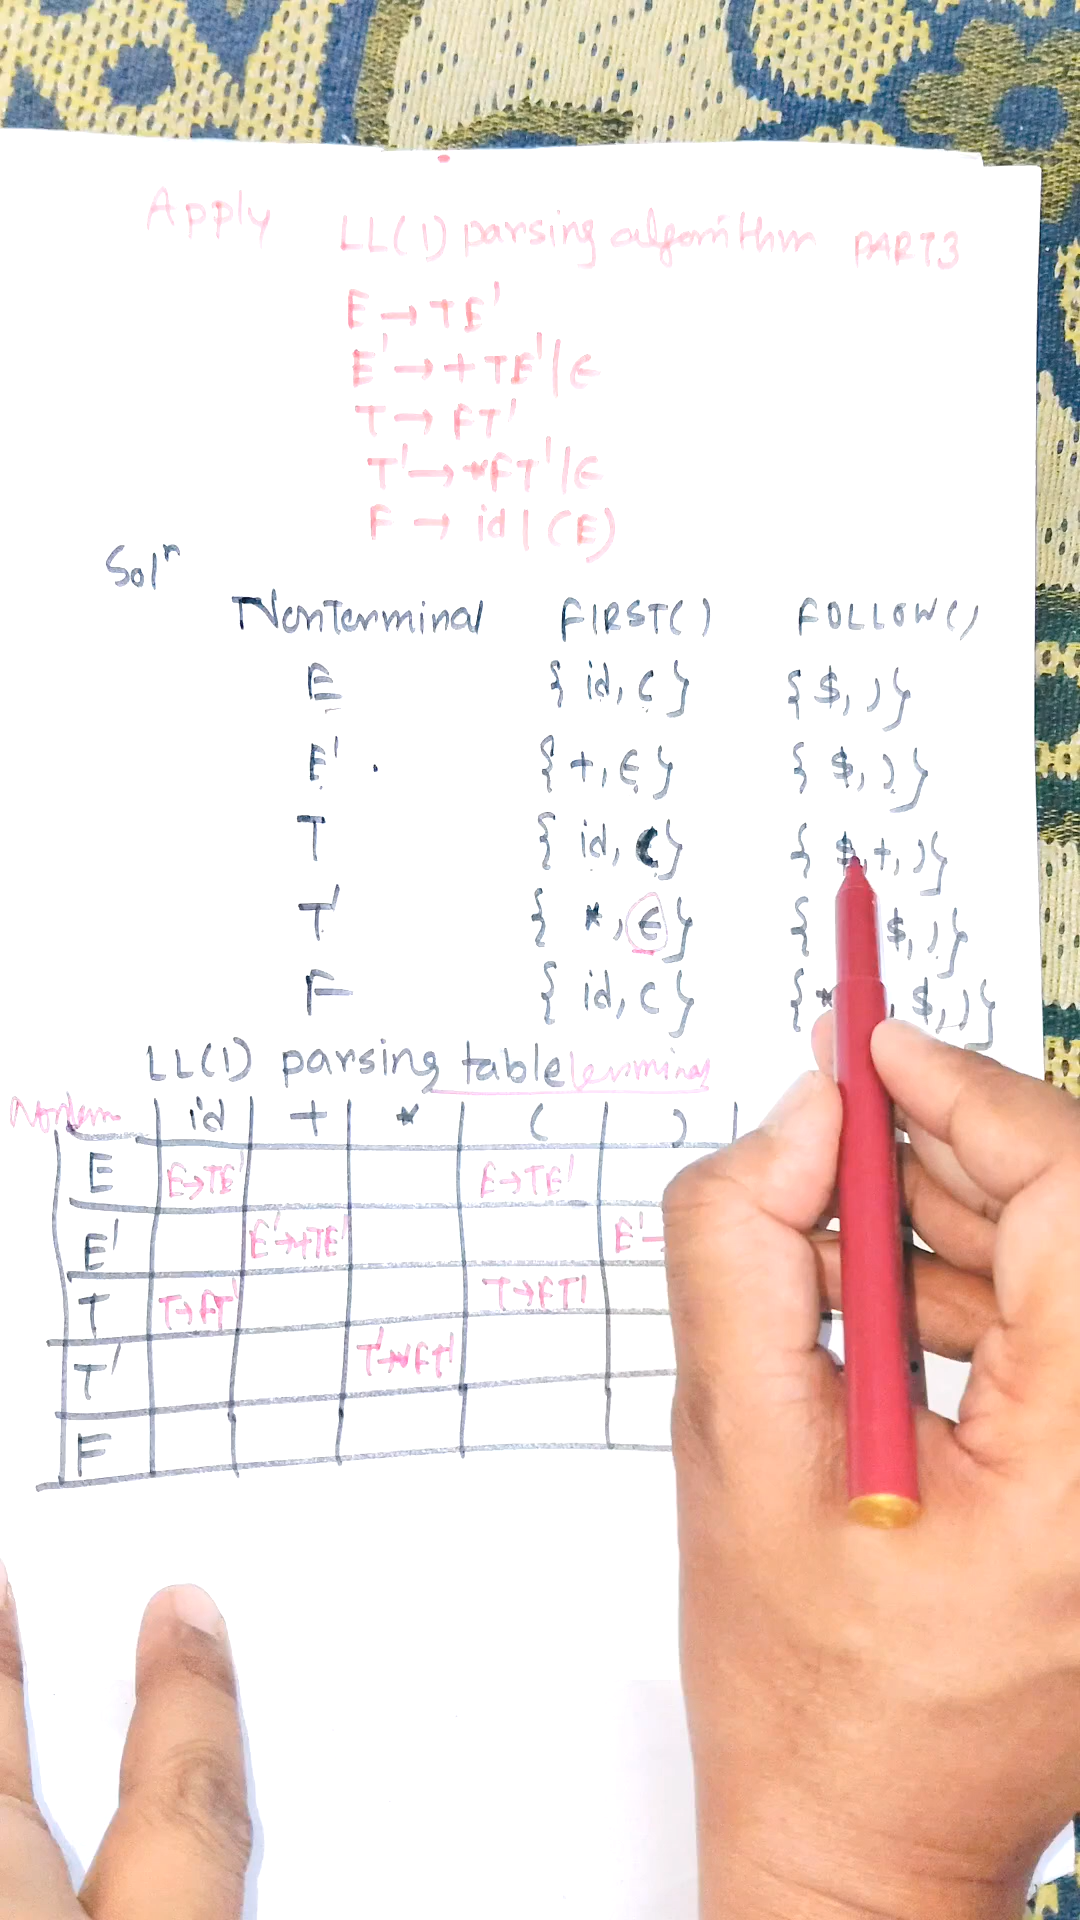 Apply LL(1) parsing algorithm PART3
E → TE'
E' → +TE'|ϵ
T → FT'
T' → *FT'|ϵ
F → id|(E)
Solⁿ
NonTerminal FIRST() FOLLOW()
E { id, ( } { $, ) }
E' { +, ϵ } { $, ) }
T { id, ( } { $, +, ) }
T' { *, ϵ } { $, ) }
F { id, ( } { * , $, ) }
LL(1) parsing table terminal
Nonterm id + * ( )
E E→TE' E→TE'
E' E'→+TE' E'→
T T→FT' T→FT'
T' T'→*FT'
F